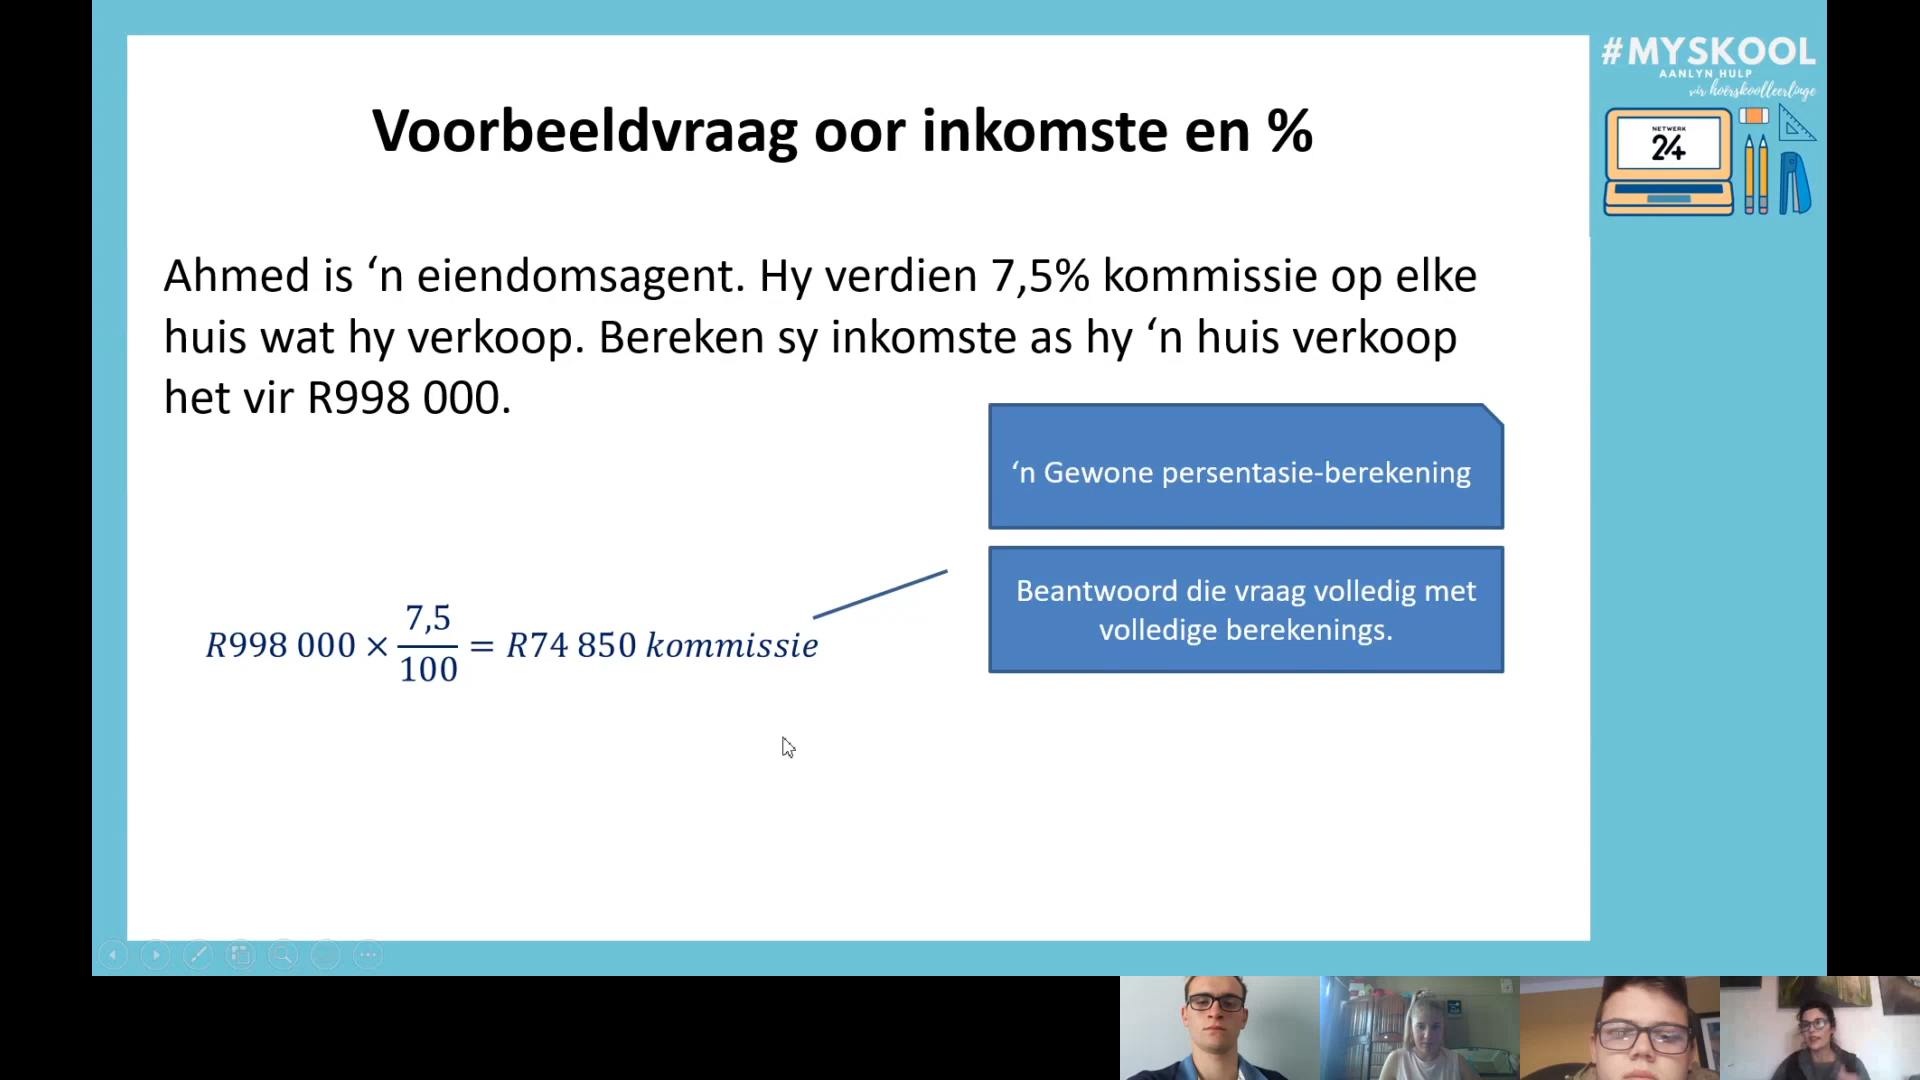 #MYSKOOL
AANLYN HULP
vir hoërskoolleerlinge
NETWERK
24
Voorbeeldvraag oor inkomste en %
Ahmed is ‘n eiendomsagent. Hy verdien 7,5% kommissie op elke
huis wat hy verkoop. Bereken sy inkomste as hy ‘n huis verkoop
het vir R998 000.
‘n Gewone persentasie-berekening
Beantwoord die vraag volledig met
volledige berekenings.
R998 000 × 7,5/100 = R74 850 kommissie